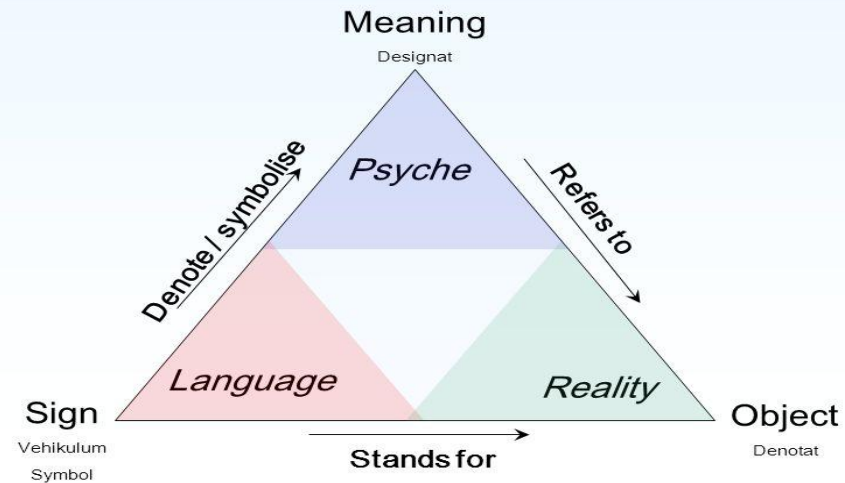 Meaning
Designat
Psyche
Denote / symbolise
Refers to
Language
Reality
Sign
Vehikulum
Symbol
Object
Denotat
Stands for